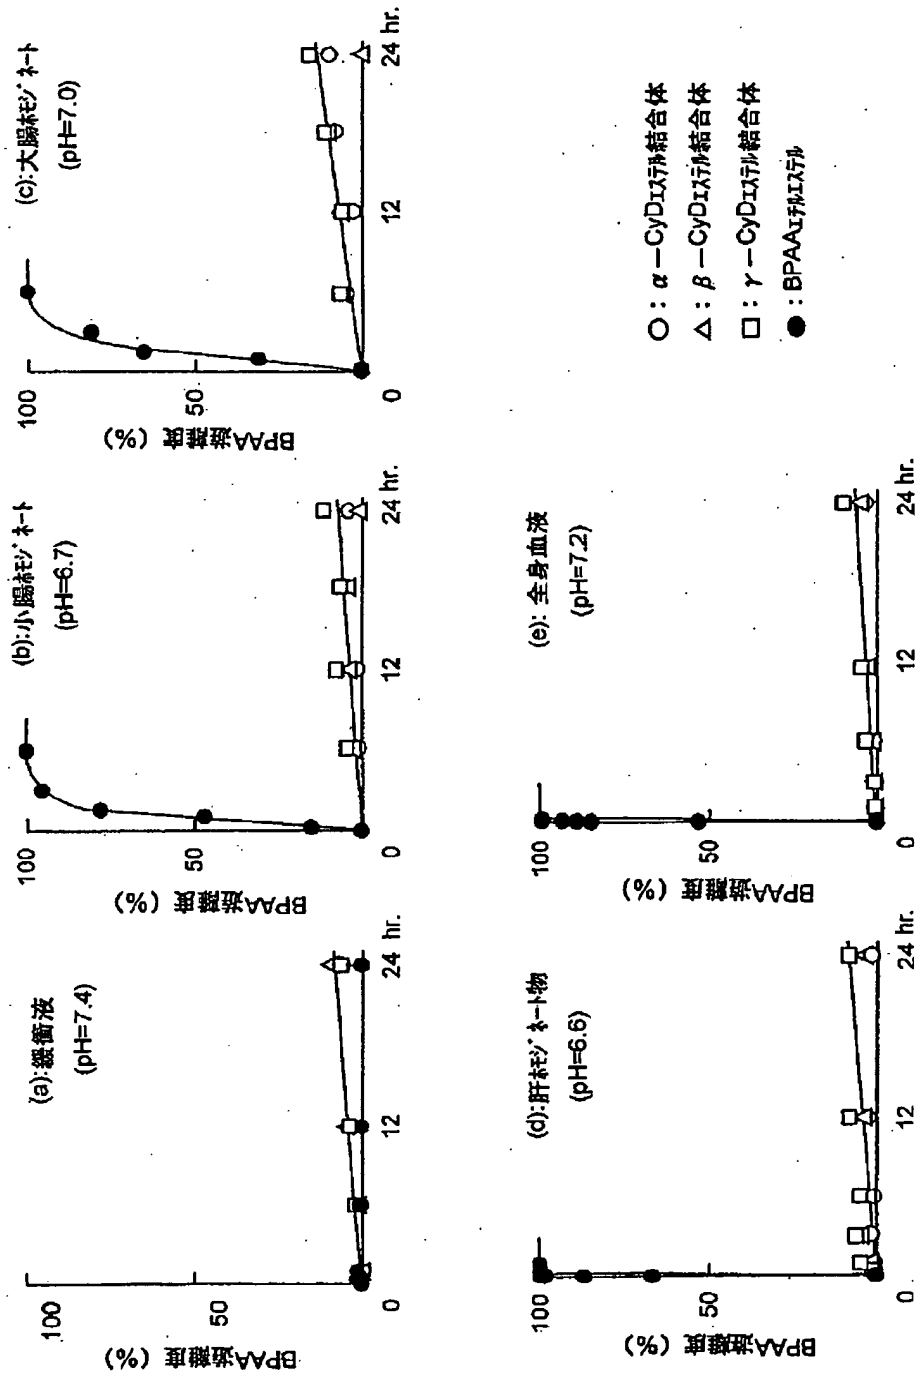 (a):緩衝液
(pH=7.4)
BPAA遊離度 (%)
100
50
0
12
24 hr.
(b):小腸ホモジネート
(pH=6.7)
BPAA遊離度 (%)
100
50
0
12
24 hr.
(c):大腸ホモジネート
(pH=7.0)
BPAA遊離度 (%)
100
50
0
12
24 hr.
(d):肝ホモジネート物
(pH=6.6)
BPAA遊離度 (%)
100
50
0
12
24 hr.
(e): 全身血液
(pH=7.2)
BPAA遊離度 (%)
100
50
0
12
24 hr.
○ : α－CyDエステル結合体
△ : β－CyDエステル結合体
□ : γ－CyDエステル結合体
● : BPAAエチルエステル